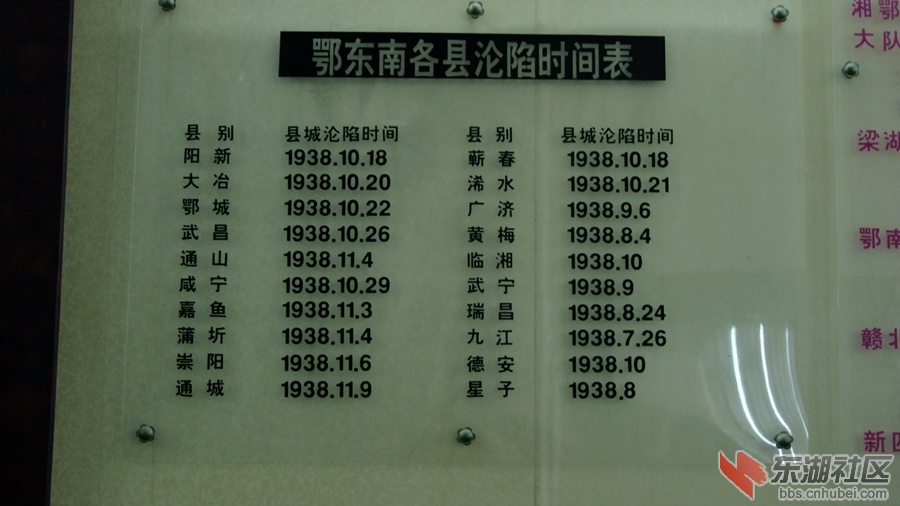 鄂东南各县沦陷时间表
县别 县城沦陷时间
阳新 1938.10.18
大冶 1938.10.20
鄂城 1938.10.22
武昌 1938.10.26
通山 1938.11.4
咸宁 1938.10.29
嘉鱼 1938.11.3
蒲圻 1938.11.4
崇阳 1938.11.6
通城 1938.11.9
县别 县城沦陷时间
蕲春 1938.10.18
浠水 1938.10.21
广济 1938.9.6
黄梅 1938.8.4
临湘 1938.10
武宁 1938.9
瑞昌 1938.8.24
九江 1938.7.26
德安 1938.10
星子 1938.8
湘鄂
大队
梁湖
鄂南
赣北
新四
东湖社区
bbs.cnhubei.com